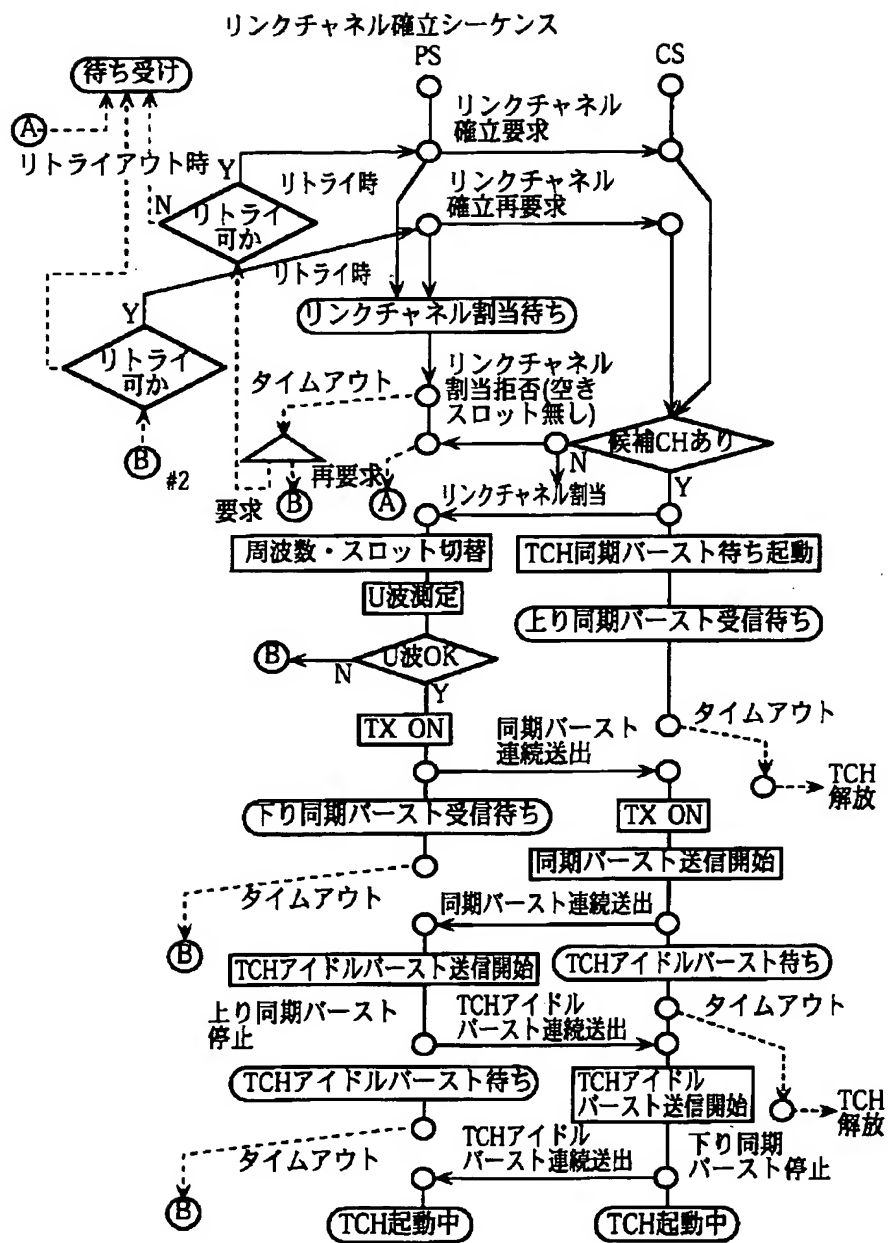 リンクチャネル確立シーケンス
PS
CS
待ち受け
A
リトライアウト時
リンクチャネル
確立要求
Y
リトライ時
N
リトライ
可か
リンクチャネル
確立再要求
リトライ時
Y
リトライ
可か
B
#2
リンクチャネル割当待ち
タイムアウト
リンクチャネル
割当拒否(空き
スロット無し)
候補CHあり
N
Y
要求
B
再要求
A
リンクチャネル割当
周波数・スロット切替
TCH同期バースト待ち起動
U波測定
上り同期バースト受信待ち
B
U波OK
N
Y
TX ON
同期バースト
連続送出
タイムアウト
TCH
解放
下り同期バースト受信待ち
TX ON
同期バースト送信開始
タイムアウト
B
同期バースト連続送出
TCHアイドルバースト送信開始
TCHアイドルバースト待ち
上り同期バースト
停止
TCHアイドル
バースト連続送出
タイムアウト
TCHアイドルバースト待ち
TCHアイドル
バースト送信開始
TCH
解放
タイムアウト
B
TCHアイドル
バースト連続送出
下り同期
バースト停止
TCH起動中
TCH起動中